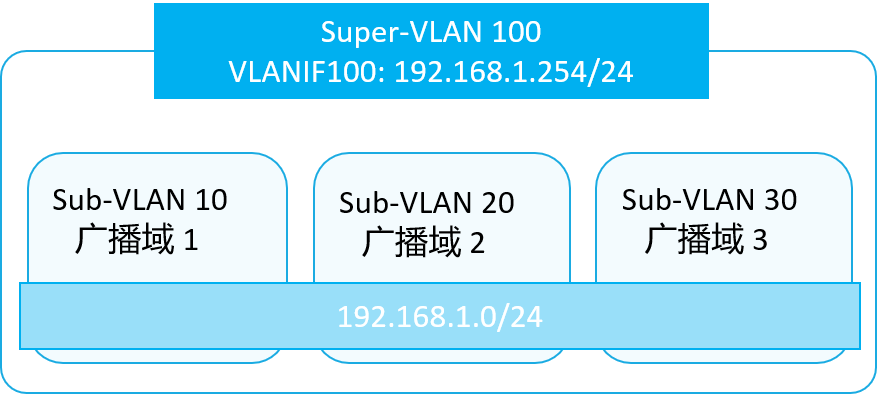 Super-VLAN 100
VLANIF100: 192.168.1.254/24
Sub-VLAN 10
广播域 1
Sub-VLAN 20
广播域 2
Sub-VLAN 30
广播域 3
192.168.1.0/24